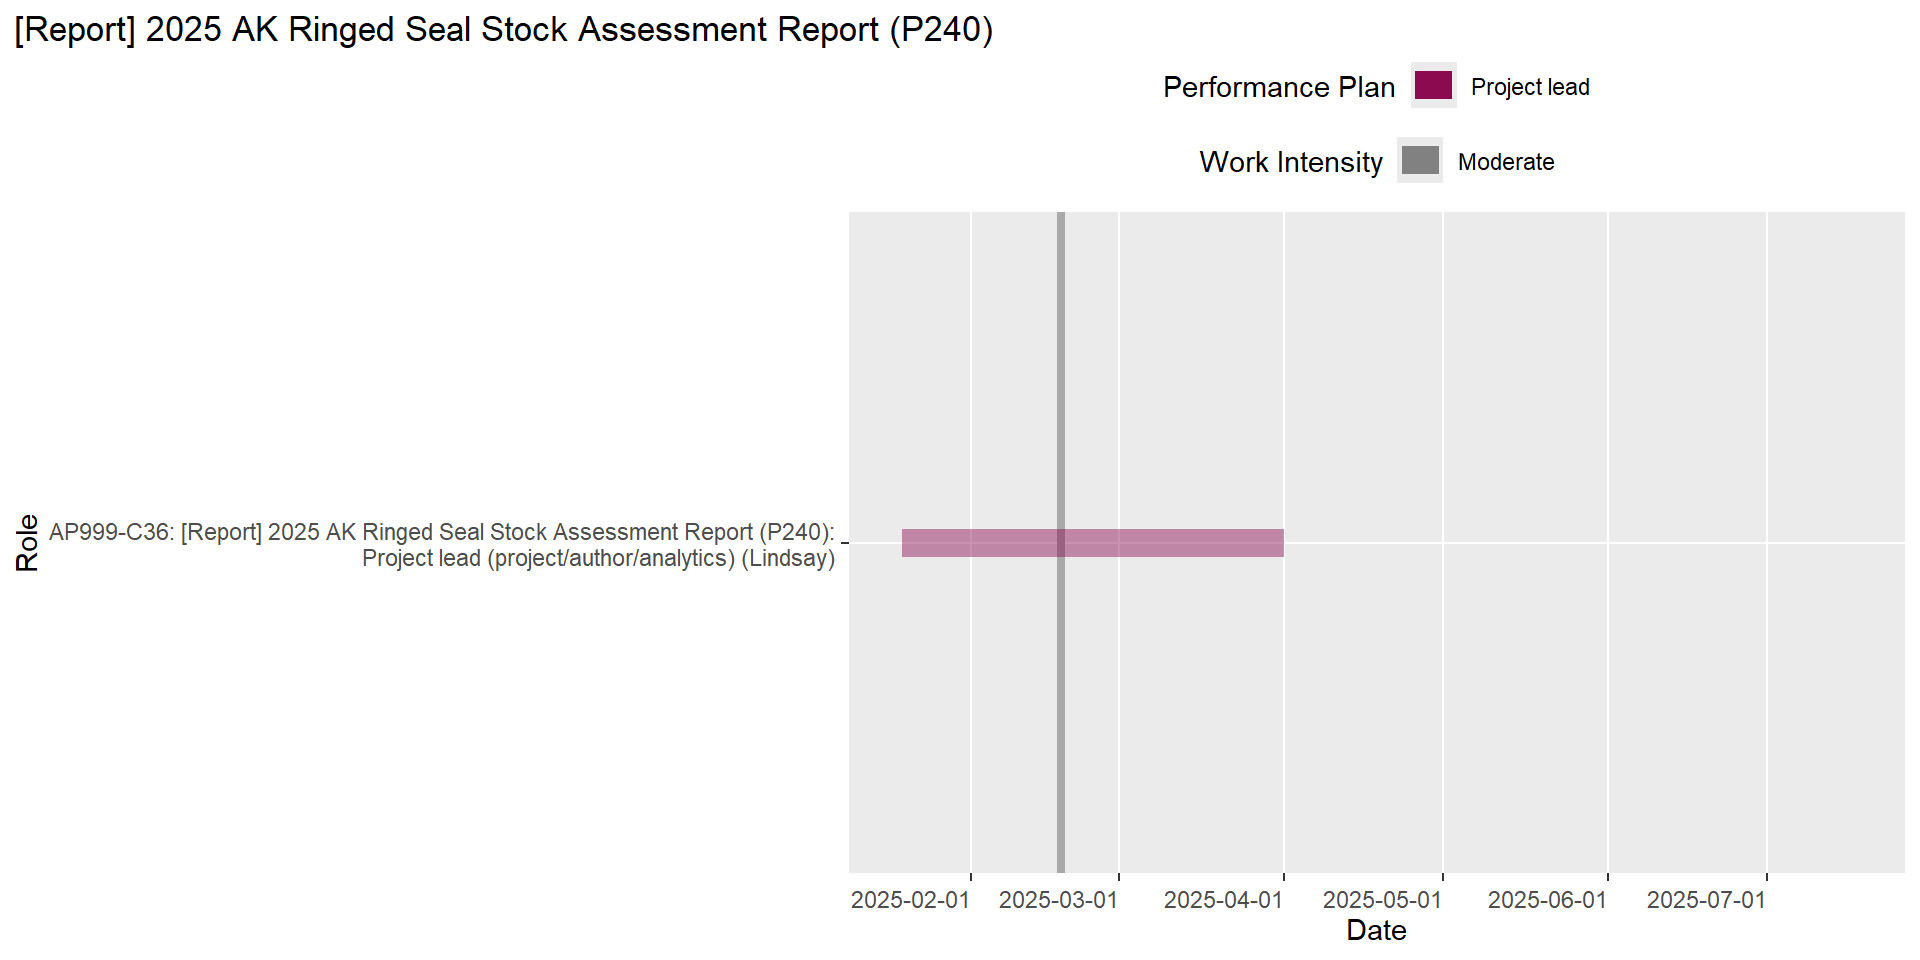 [Report] 2025 AK Ringed Seal Stock Assessment Report (P240)
Performance Plan
Project lead
Work Intensity
Moderate
Role
AP999-C36: [Report] 2025 AK Ringed Seal Stock Assessment Report (P240):
Project lead (project/author/analytics) (Lindsay)
2025-02-01
2025-03-01
2025-04-01
2025-05-01
2025-06-01
2025-07-01
Date